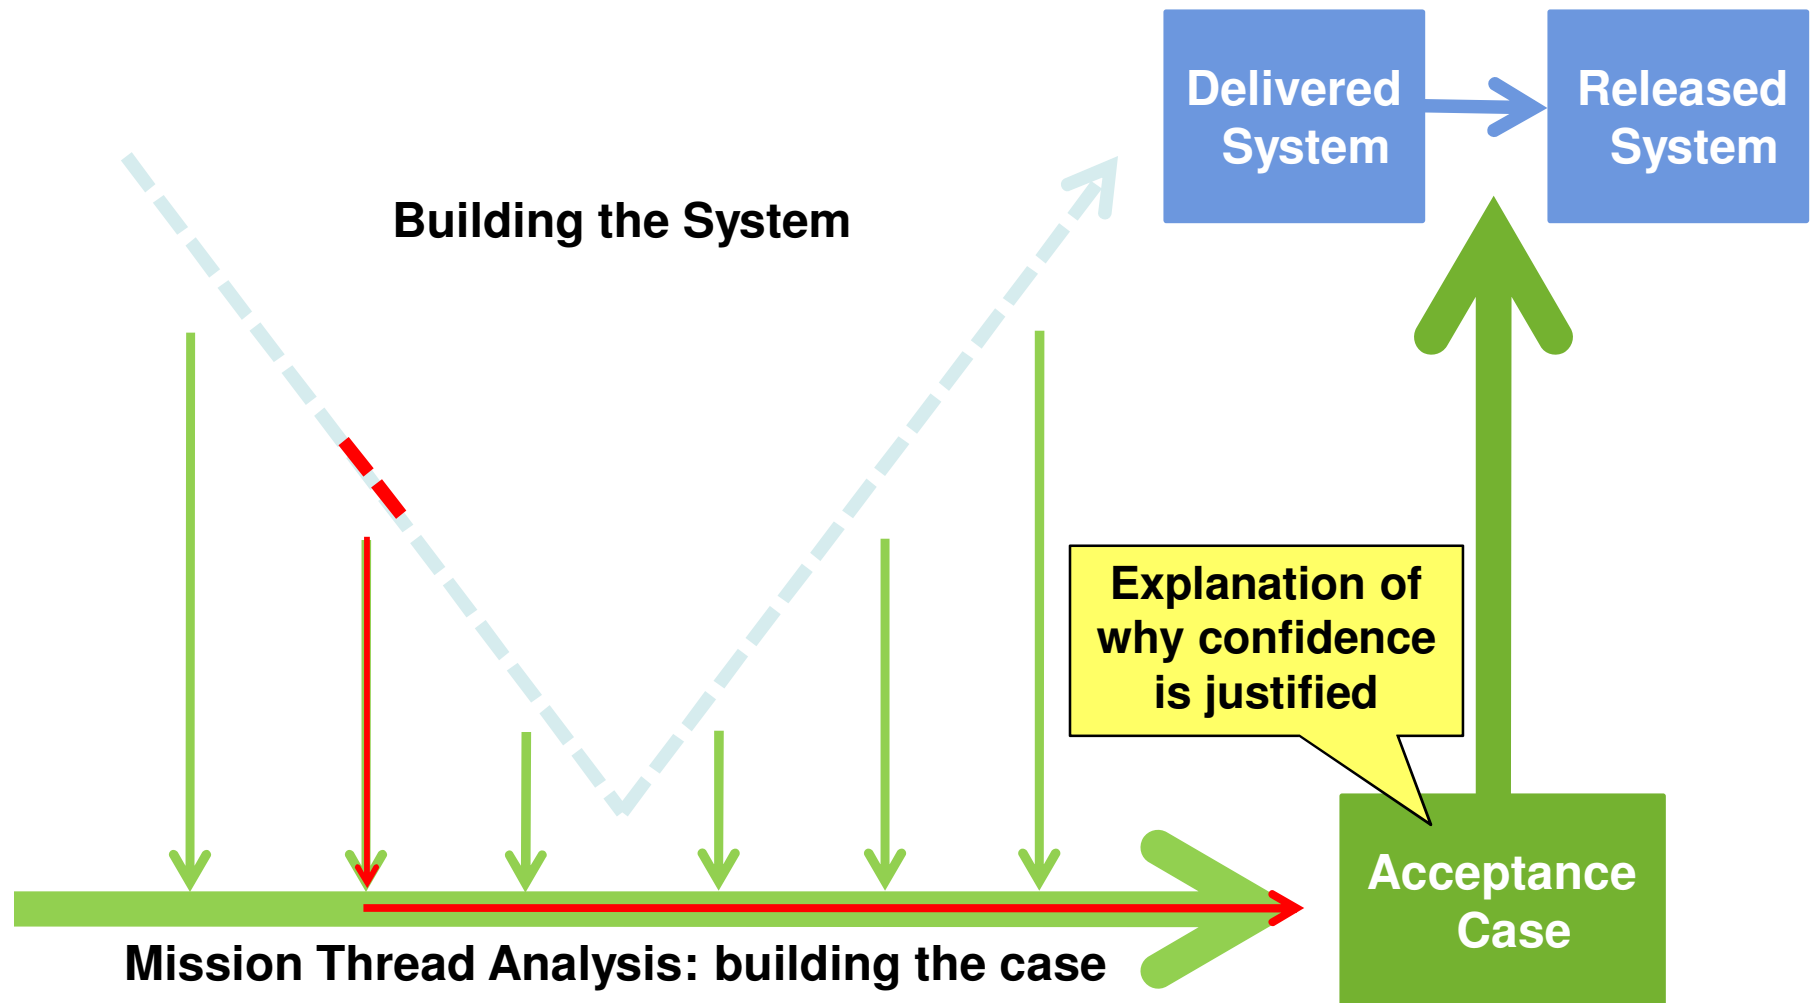 Delivered
System
Released
System
Building the System
Explanation of
why confidence
is justified
Acceptance
Case
Mission Thread Analysis: building the case